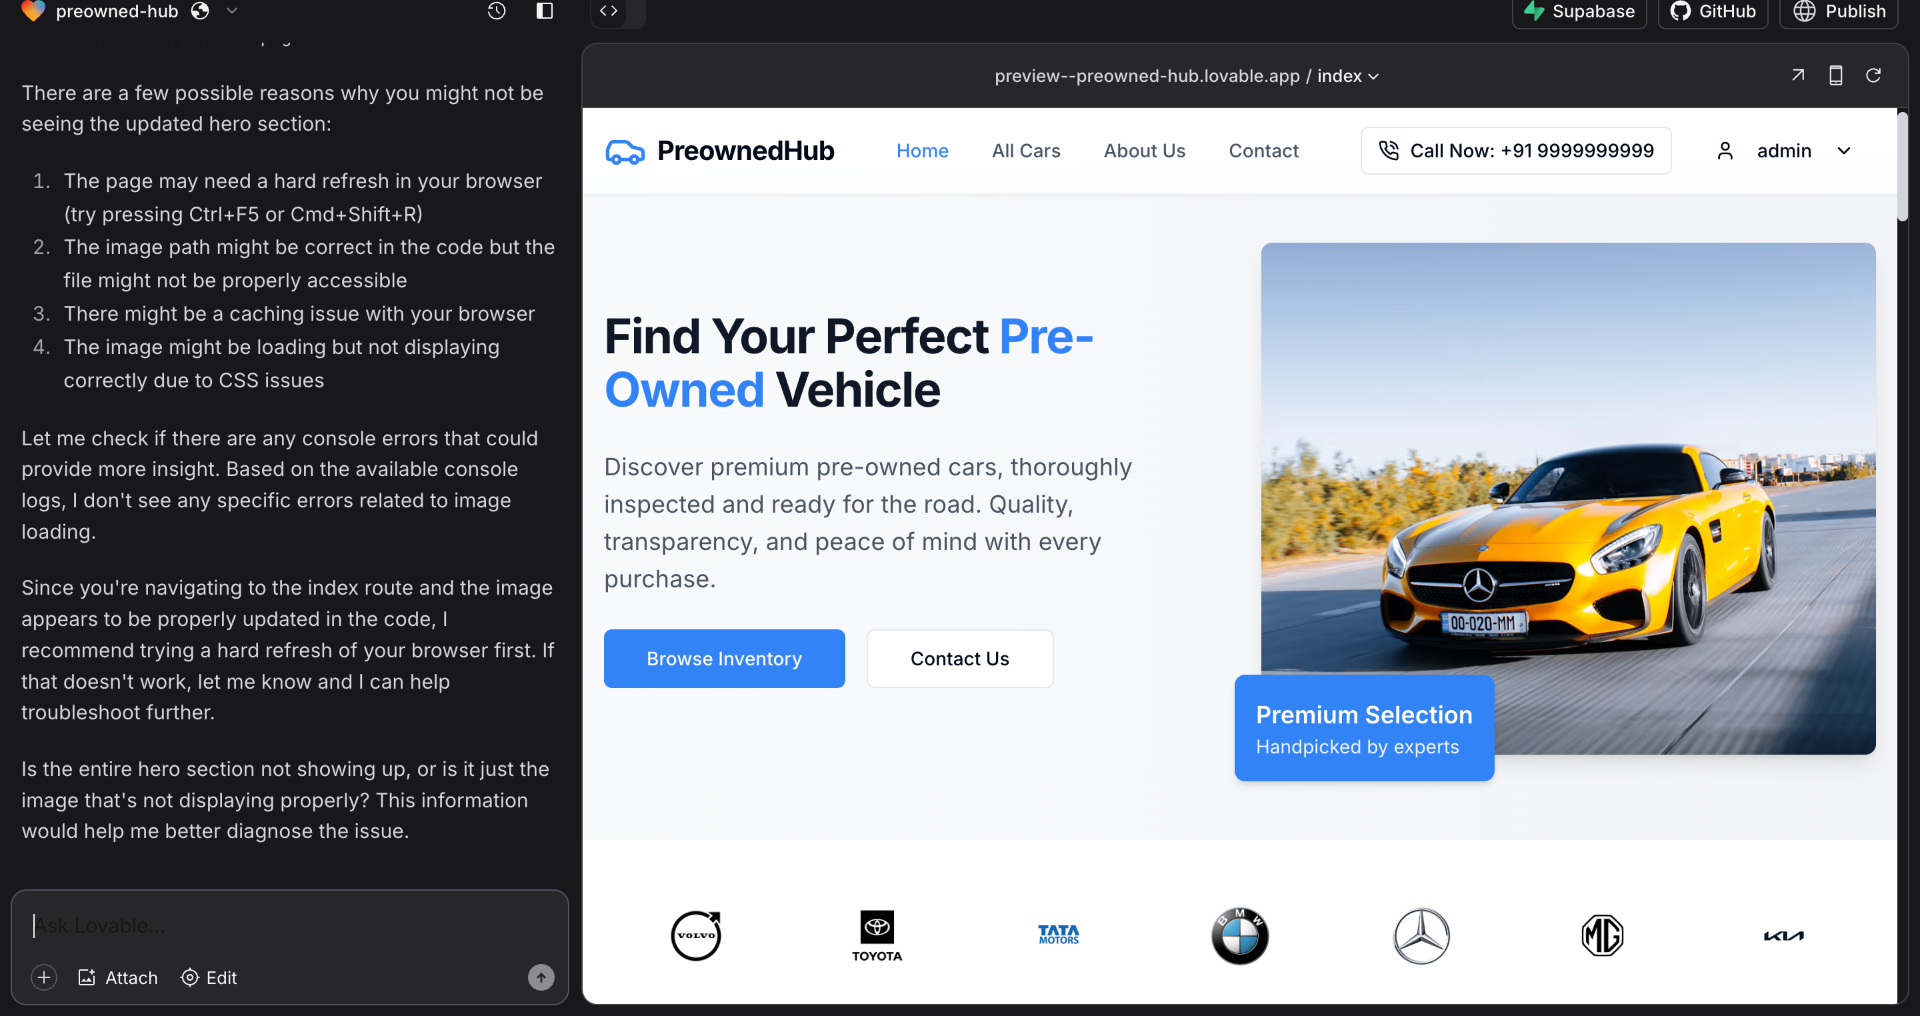 preowned-hub
Supabase
GitHub
Publish
There are a few possible reasons why you might not be
seeing the updated hero section:
1. The page may need a hard refresh in your browser
(try pressing Ctrl+F5 or Cmd+Shift+R)
2. The image path might be correct in the code but the
file might not be properly accessible
3. There might be a caching issue with your browser
4. The image might be loading but not displaying
correctly due to CSS issues
Let me check if there are any console errors that could
provide more insight. Based on the available console
logs, I don't see any specific errors related to image
loading.
Since you're navigating to the index route and the image
appears to be properly updated in the code, I
recommend trying a hard refresh of your browser first. If
that doesn't work, let me know and I can help
troubleshoot further.
Is the entire hero section not showing up, or is it just the
image that's not displaying properly? This information
would help me better diagnose the issue.
Ask Lovable...
Attach
Edit
preview--preowned-hub.lovable.app / index
PreownedHub
Home
All Cars
About Us
Contact
Call Now: +91 9999999999
admin
Find Your Perfect Pre-
Owned Vehicle
Discover premium pre-owned cars, thoroughly
inspected and ready for the road. Quality,
transparency, and peace of mind with every
purchase.
Browse Inventory
Contact Us
00-020-MM
Premium Selection
Handpicked by experts
VOLVO
TOYOTA
TATA
MOTORS
BMW
MG
KIA